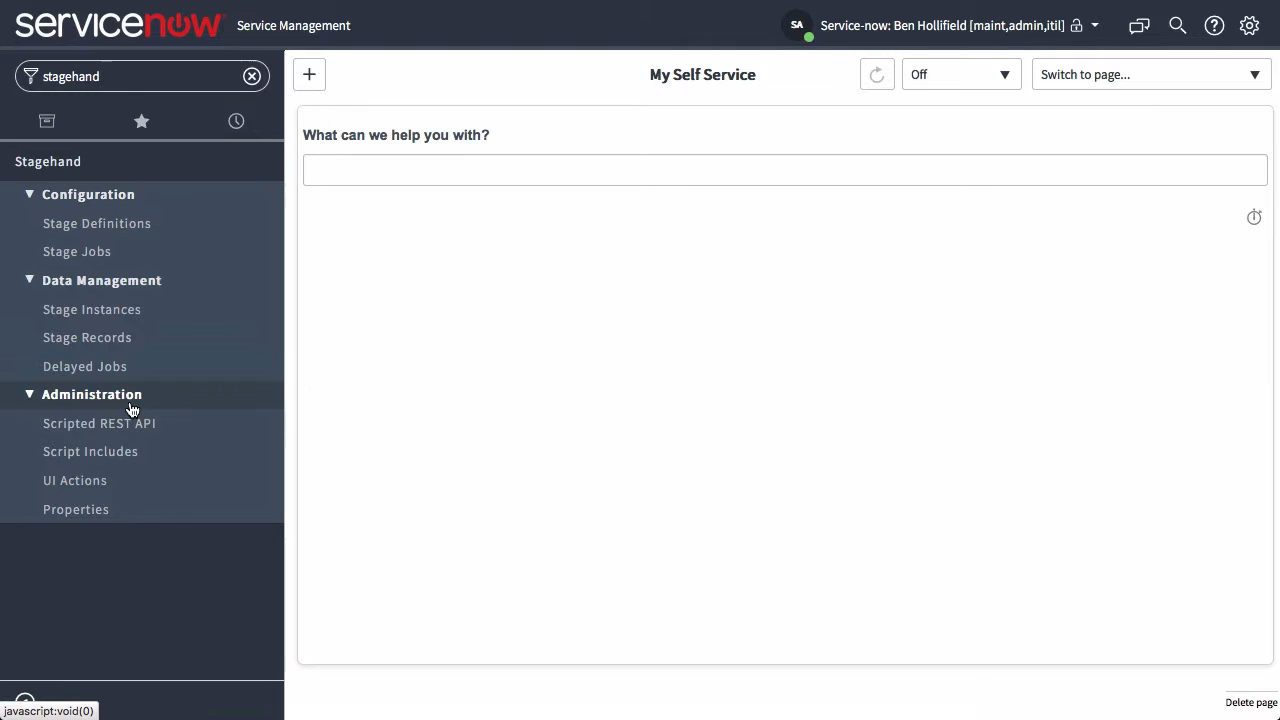 servicenow Service Management
SA Service-now: Ben Hollifield [maint,admin,itil]
stagehand
My Self Service
Off
Switch to page...
What can we help you with?
Stagehand
Configuration
Stage Definitions
Stage Jobs
Data Management
Stage Instances
Stage Records
Delayed Jobs
Administration
Scripted REST API
Script Includes
UI Actions
Properties
Delete page
javascript:void(0)